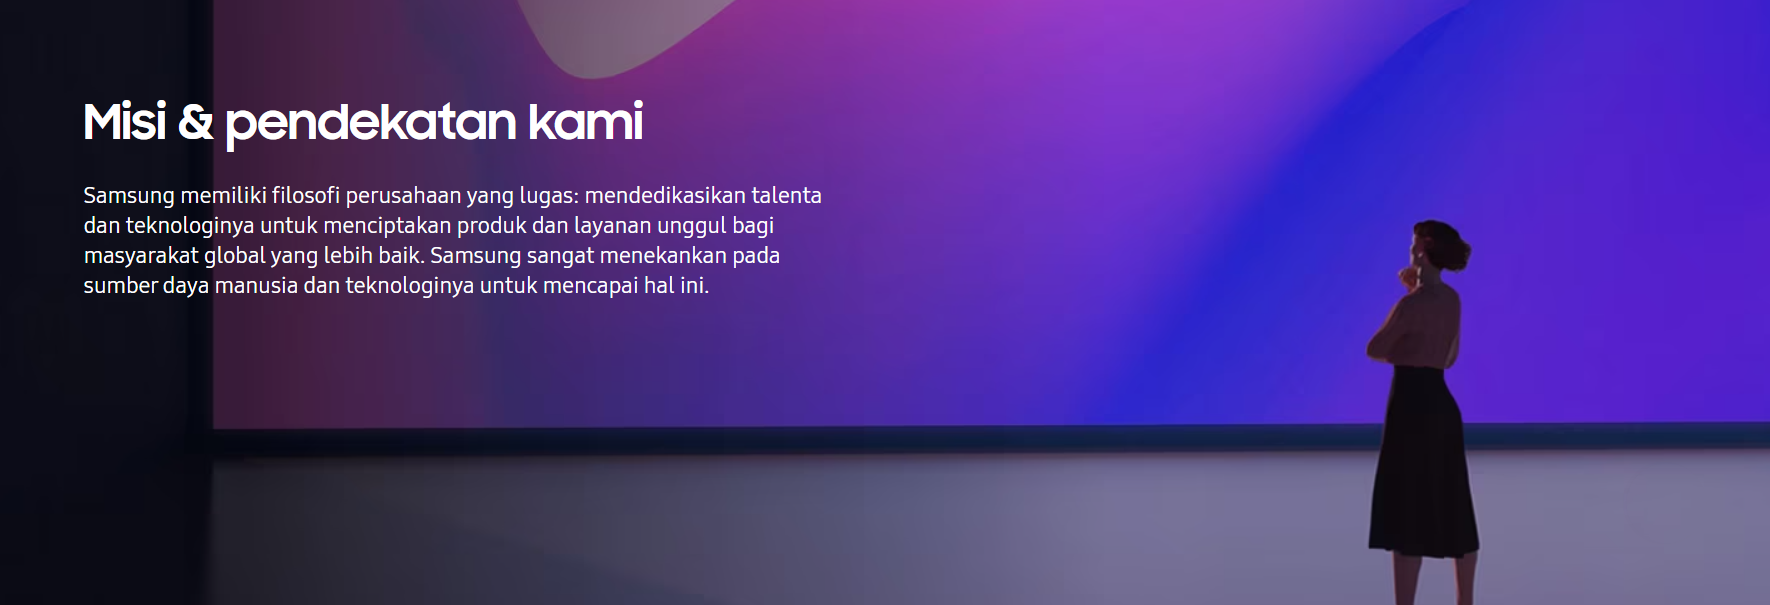 Misi & pendekatan kami
Samsung memiliki filosofi perusahaan yang lugas: mendedikasikan talenta
dan teknologinya untuk menciptakan produk dan layanan unggul bagi
masyarakat global yang lebih baik. Samsung sangat menekankan pada
sumber daya manusia dan teknologinya untuk mencapai hal ini.